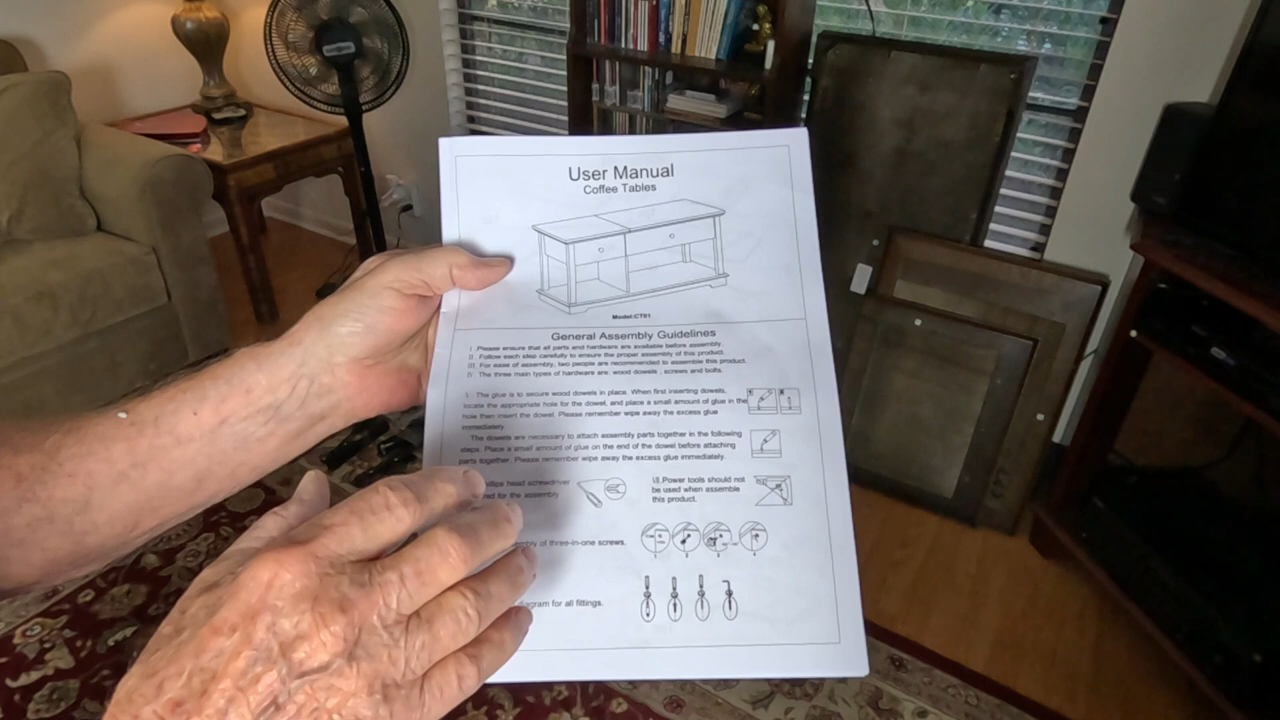 User Manual
Coffee Tables
Model:CT01
General Assembly Guidelines
I .Please ensure that all parts and hardware are available before assembly.
II . Follow each step carefully to ensure the proper assembly of this product.
III. For ease of assembly, two people are recommended to assemble this product.
IV. The three main types of hardware are: wood dowels , screws and bolts.
V . The glue is to secure wood dowels in place. When first inserting dowels,
locate the appropriate hole for the dowel, and place a small amount of glue in the
hole then insert the dowel. Please remember wipe away the excess glue
immediately.
The dowels are necessary to attach assembly parts together in the following
steps. Place a small amount of glue on the end of the dowel before attaching
parts together. Please remember wipe away the excess glue immediately.
head screwdriver
for the assembly
Power tools should not
be used when assemble
this product.
of three-in-one screws.
diagram for all fittings.